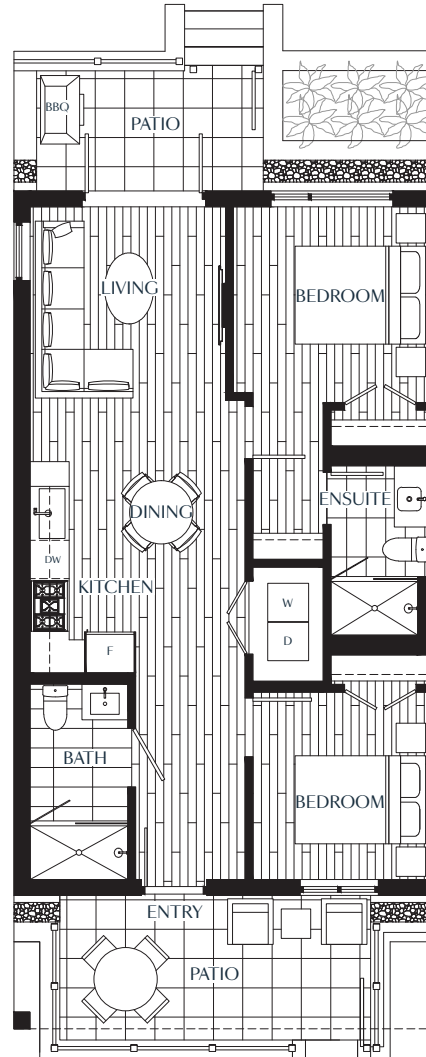 BBQ
PATIO
LIVING
BEDROOM
ENSUITE
DINING
DW
KITCHEN
W
F
D
BATH
BEDROOM
ENTRY
PATIO